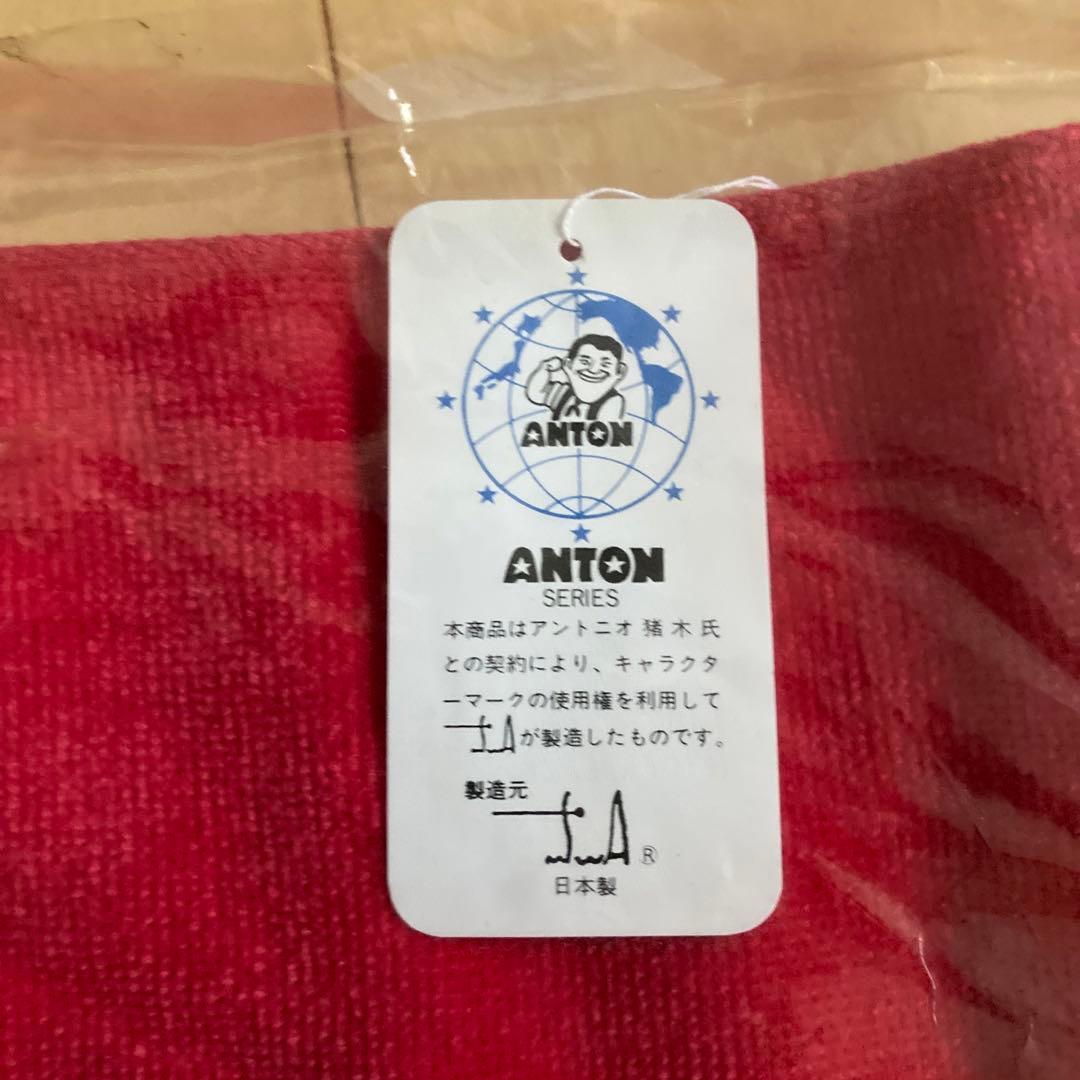 ANTON
ANTON
SERIES
本商品はアントニオ猪木氏
との契約により、キャラクタ
ーマークの使用権を利用して
が製造したものです。
製造元
®
日本製